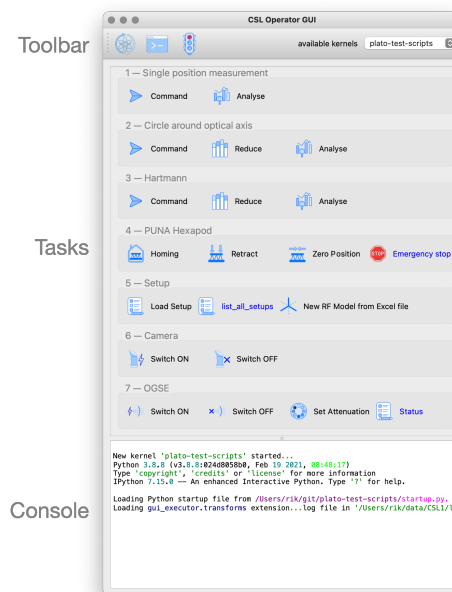 CSL Operator GUI
Toolbar
available kernels plato-test-scripts
1 — Single position measurement
Command Analyse
2 — Circle around optical axis
Command Reduce Analyse
3 — Hartmann
Command Reduce Analyse
4 — PUNA Hexapod
Tasks
Homing Retract Zero Position STOP Emergency stop
5 — Setup
Load Setup list_all_setups New RF Model from Excel file
6 — Camera
Switch ON Switch OFF
7 — OGSE
Switch ON Switch OFF Set Attenuation Status
New kernel 'plato-test-scripts' started...
Python 3.8.8 (v3.8.8:024d8058b0, Feb 19 2021, 08:48:17)
Type 'copyright', 'credits' or 'license' for more information
IPython 7.15.0 —— An enhanced Interactive Python. Type '?' for help.
Loading Python startup file from /Users/rik/git/plato-test-scripts/startup.py.
Loading gui_executor.transforms extension...log file in '/Users/rik/data/CSL1/
Console